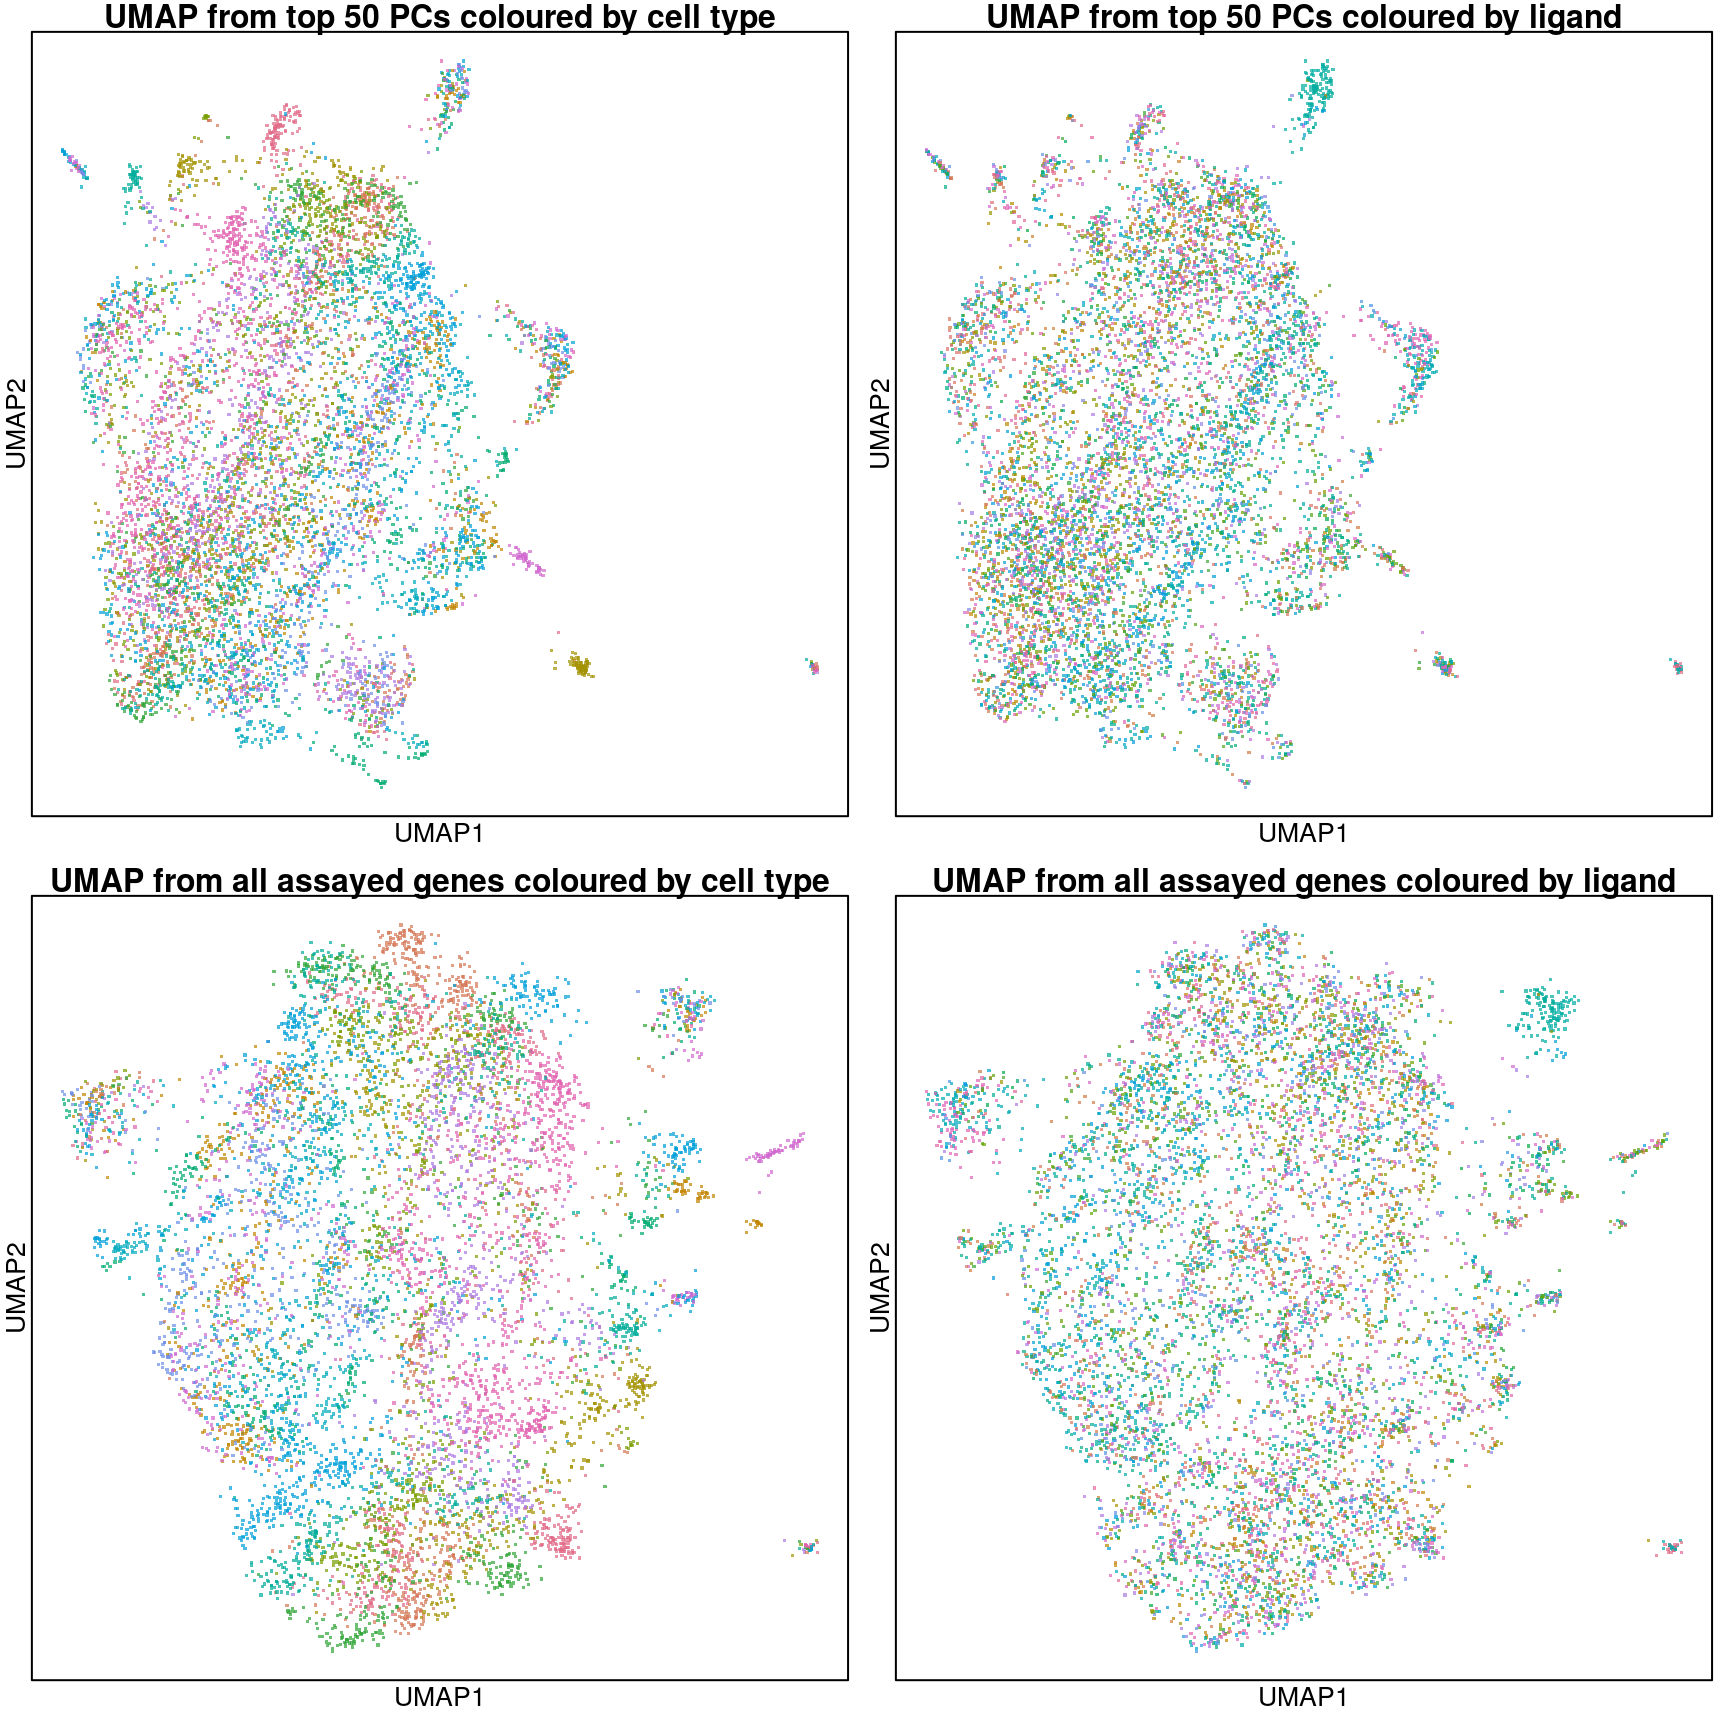 UMAP from top 50 PCs coloured by cell type
UMAP from top 50 PCs coloured by ligand
UMAP2
UMAP2
UMAP1
UMAP1
UMAP from all assayed genes coloured by cell type
UMAP from all assayed genes coloured by ligand
UMAP2
UMAP2
UMAP1
UMAP1